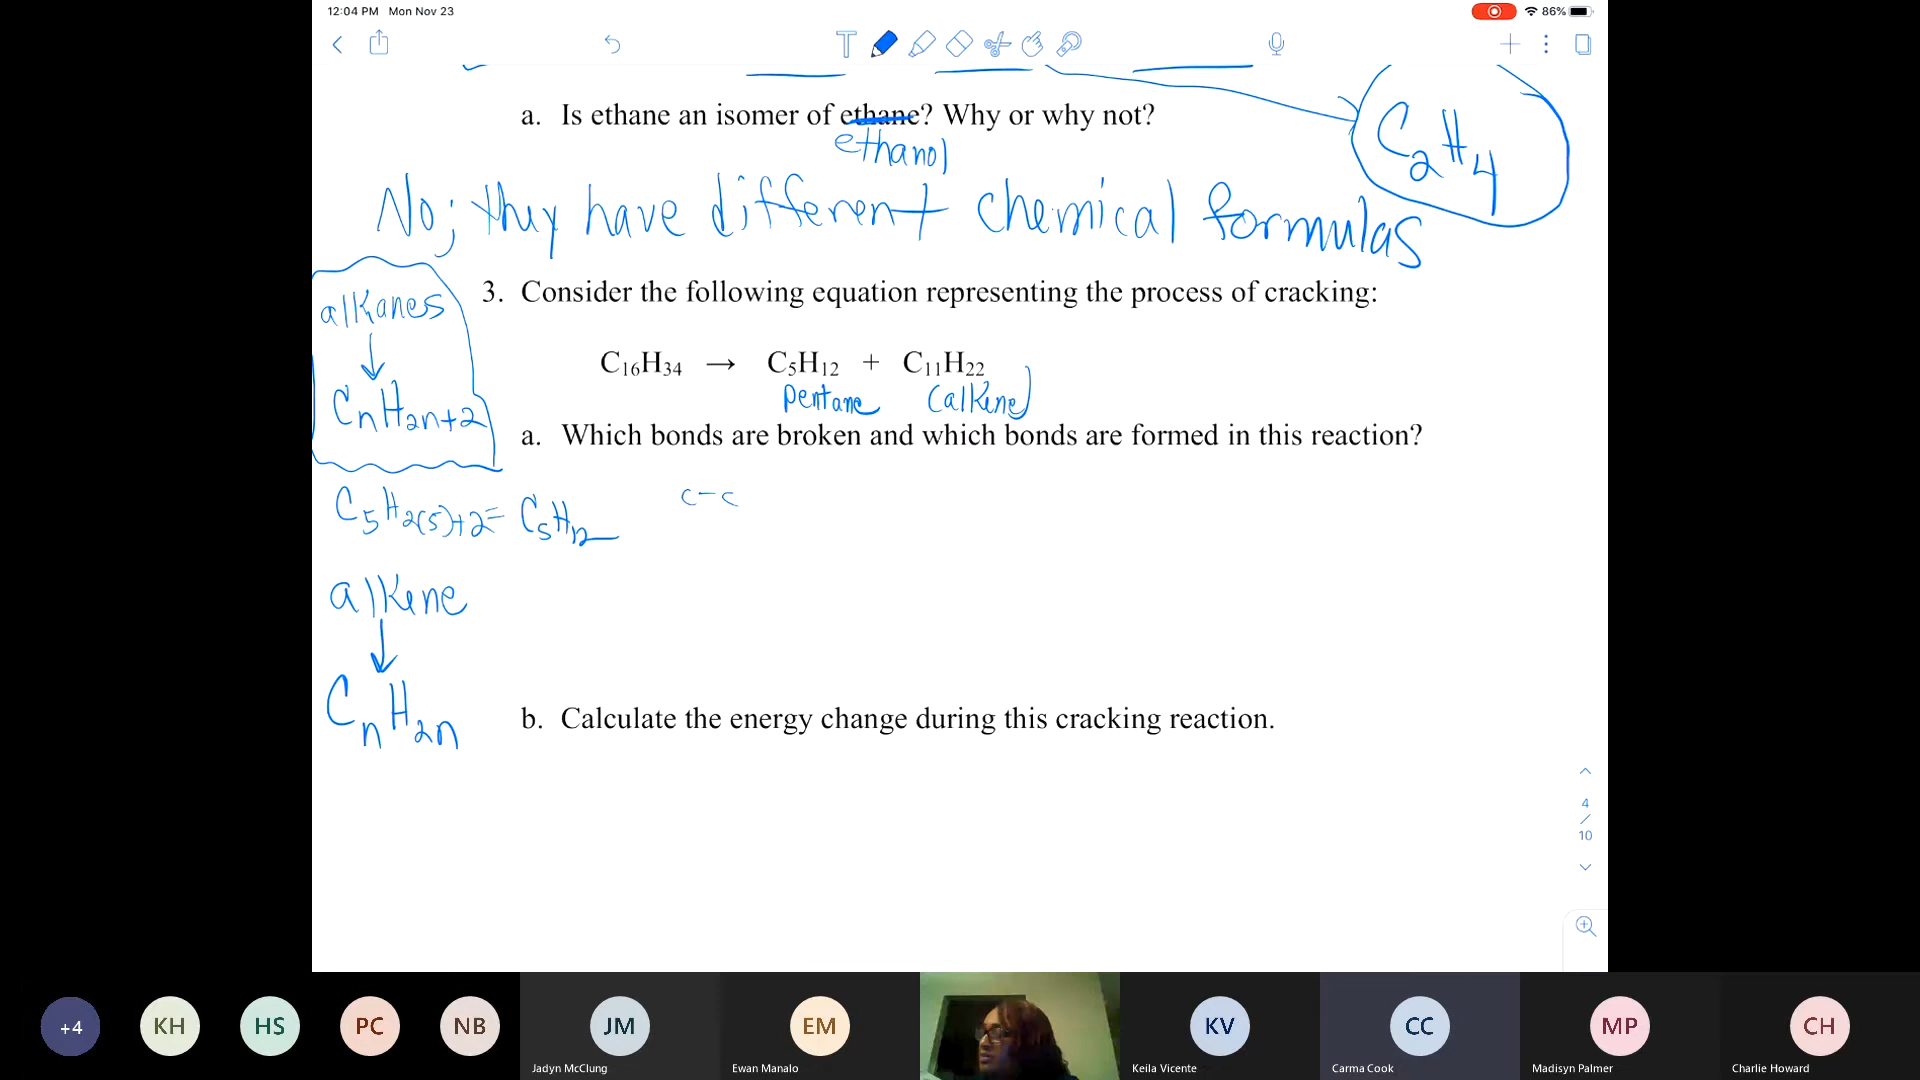 12:04 PM Mon Nov 23
86%
T
a. Is ethane an isomer of ethane? Why or why not?
ethanol
C2H4
No; they have different chemical formulas
alkanes
CnH2n+2
3. Consider the following equation representing the process of cracking:
C16H34 → C5H12 + C11H22
pentane (alkene)
a. Which bonds are broken and which bonds are formed in this reaction?
C5H2(5)+2 = C5H12
C-C
alkene
CnH2n
b. Calculate the energy change during this cracking reaction.
4
/
10
+4 KH HS PC NB JM EM KV CC MP CH
Jadyn McClung Ewan Manalo Keila Vicente Carma Cook Madisyn Palmer Charlie Howard